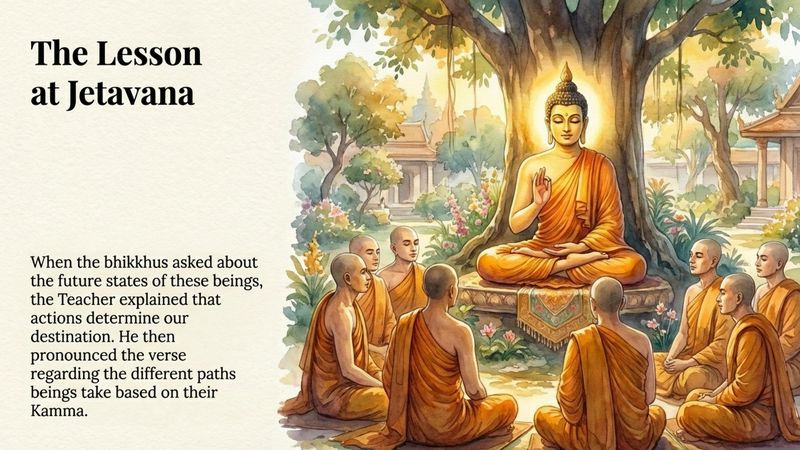 The Lesson
at Jetavana
When the bhikkhus asked about
the future states of these beings,
the Teacher explained that
actions determine our
destination. He then
pronounced the verse
regarding the different paths
beings take based on their
Kamma.